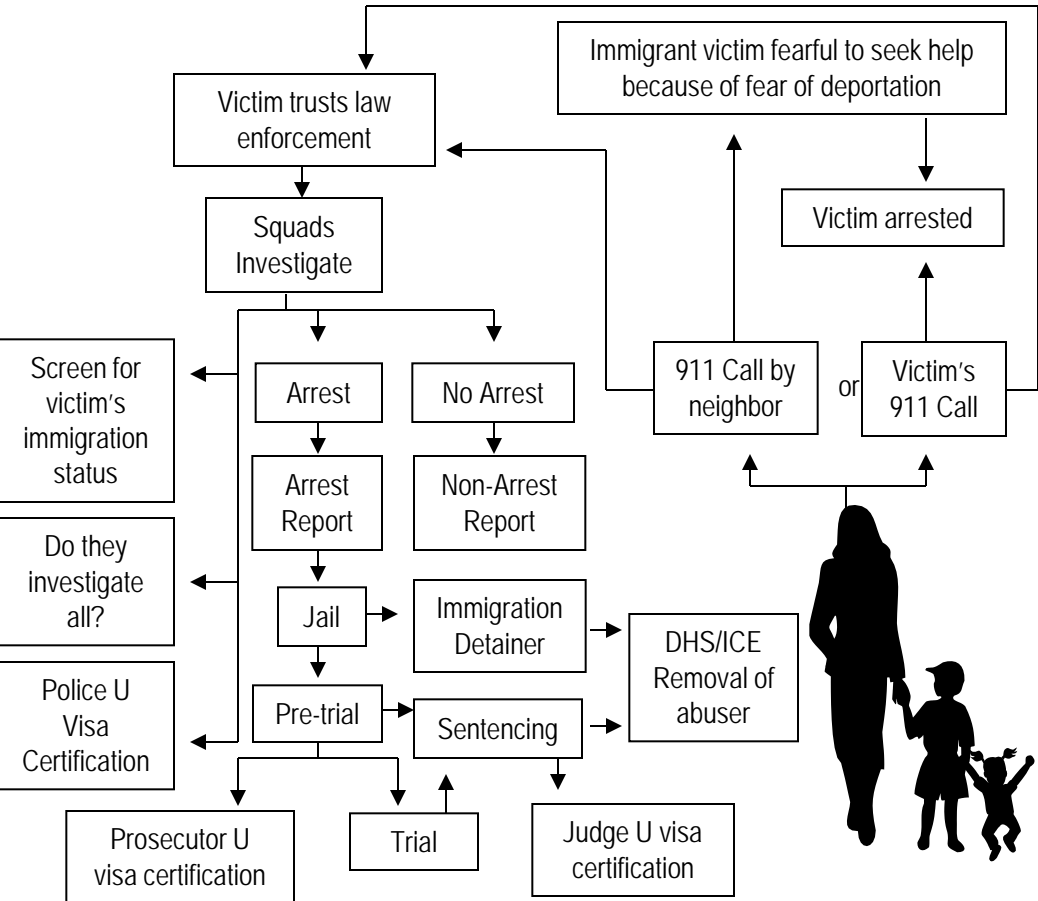 Immigrant victim fearful to seek help
because of fear of deportation
Victim trusts law
enforcement
Victim arrested
Squads
Investigate
Screen for
victim's
immigration
status
Arrest
No Arrest
911 Call by
neighbor
or
Victim's
911 Call
Arrest
Report
Non-Arrest
Report
Do they
investigate
all?
Jail
Immigration
Detainer
DHS/ICE
Removal of
abuser
Police U
Visa
Certification
Pre-trial
Sentencing
Prosecutor U
visa certification
Trial
Judge U visa
certification